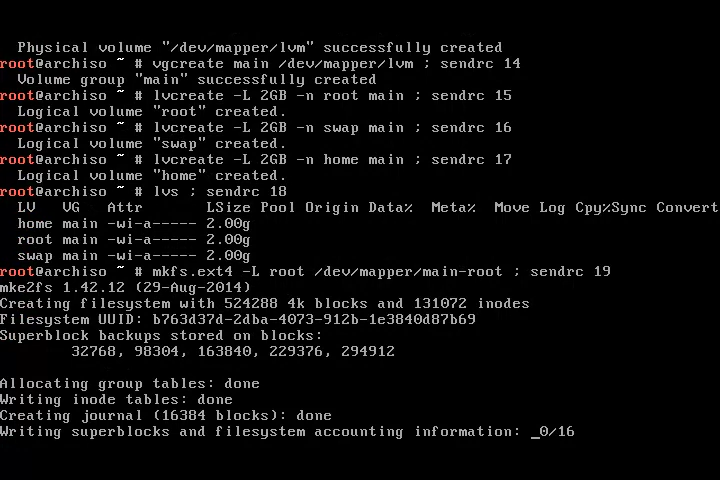 Physical volume "/dev/mapper/lvm" successfully created
root@archiso ~ # vgcreate main /dev/mapper/lvm ; sendrc 14
  Volume group "main" successfully created
root@archiso ~ # lvcreate -L 2GB -n root main ; sendrc 15
  Logical volume "root" created.
root@archiso ~ # lvcreate -L 2GB -n swap main ; sendrc 16
  Logical volume "swap" created.
root@archiso ~ # lvcreate -L 2GB -n home main ; sendrc 17
  Logical volume "home" created.
root@archiso ~ # lvs ; sendrc 18
  LV   VG   Attr       LSize Pool Origin Data%  Meta%  Move Log Cpy%Sync Convert
  home main -wi-a----- 2.00g
  root main -wi-a----- 2.00g
  swap main -wi-a----- 2.00g
root@archiso ~ # mkfs.ext4 -L root /dev/mapper/main-root ; sendrc 19
mke2fs 1.42.12 (29-Aug-2014)
Creating filesystem with 524288 4k blocks and 131072 inodes
Filesystem UUID: b763d37d-2dba-4073-912b-1e3840d87b69
Superblock backups stored on blocks:
        32768, 98304, 163840, 229376, 294912

Allocating group tables: done
Writing inode tables: done
Creating journal (16384 blocks): done
Writing superblocks and filesystem accounting information: _0/16